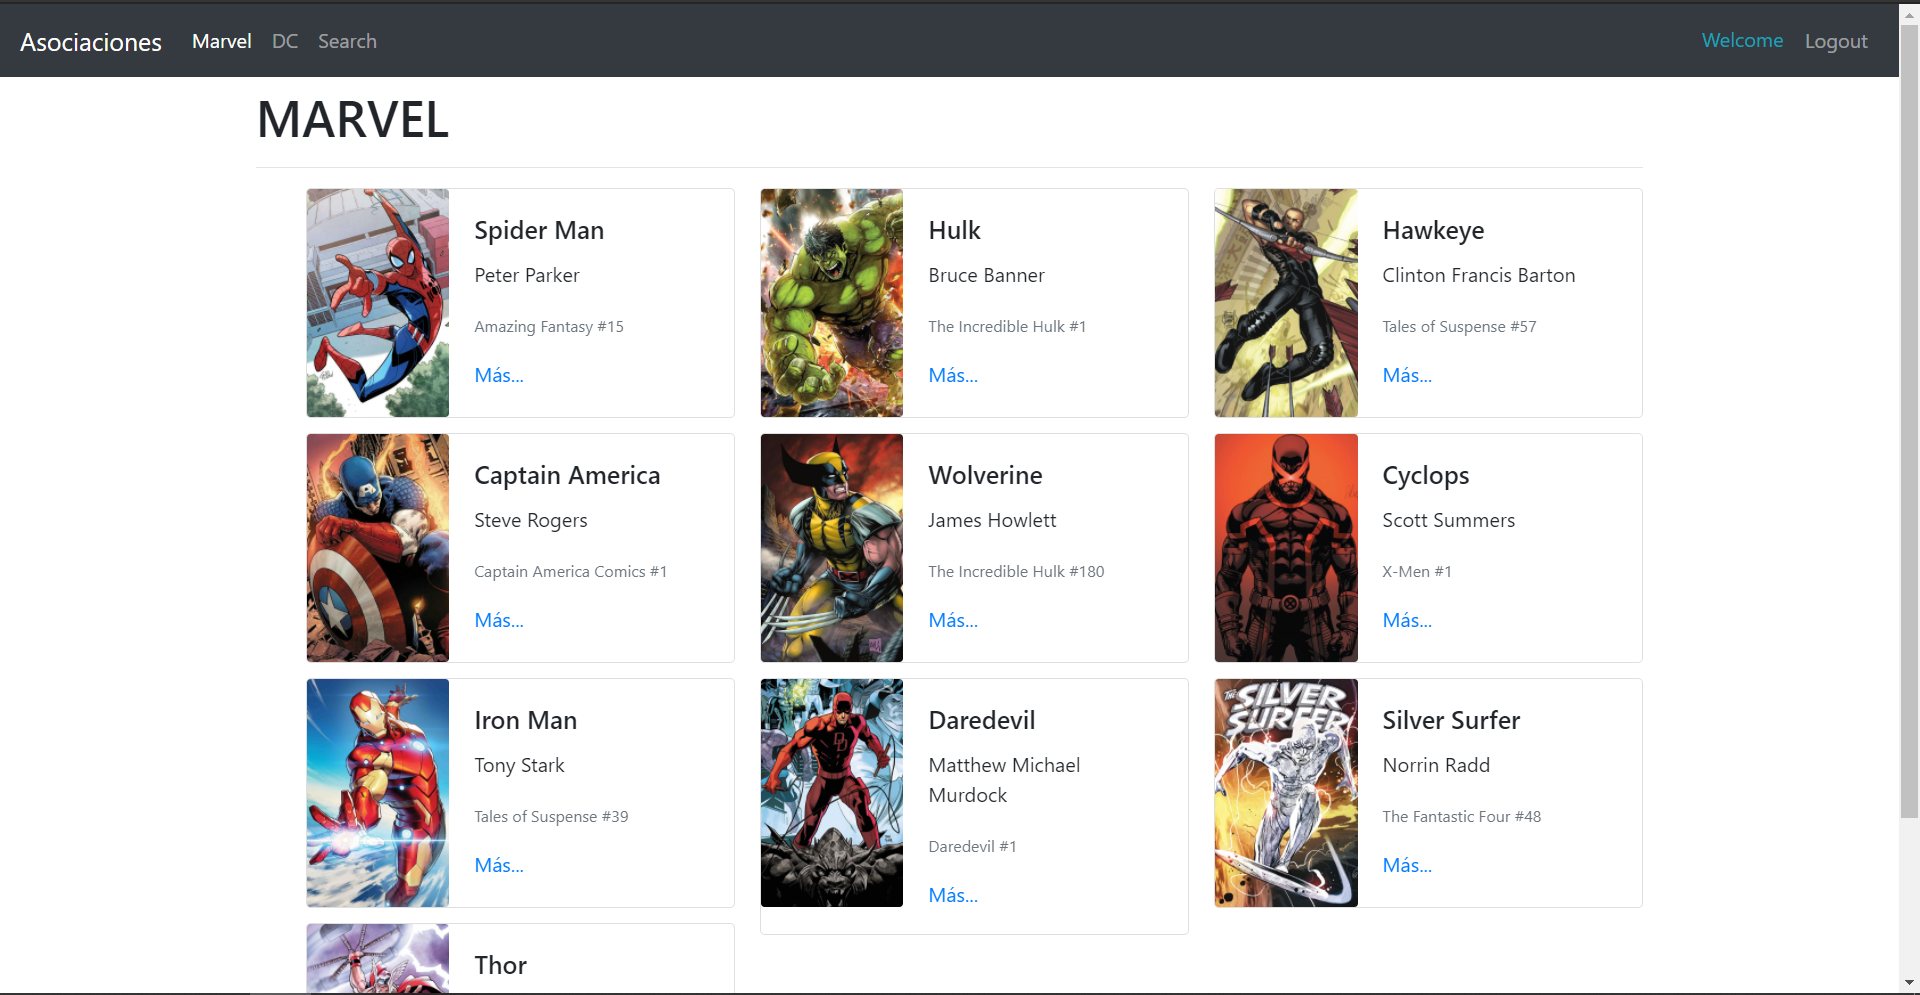 Asociaciones Marvel DC Search Welcome Logout
MARVEL
Spider Man
Peter Parker
Amazing Fantasy #15
Más...
Hulk
Bruce Banner
The Incredible Hulk #1
Más...
Hawkeye
Clinton Francis Barton
Tales of Suspense #57
Más...
Captain America
Steve Rogers
Captain America Comics #1
Más...
Wolverine
James Howlett
The Incredible Hulk #180
Más...
Cyclops
Scott Summers
X-Men #1
Más...
Iron Man
Tony Stark
Tales of Suspense #39
Más...
DD
Daredevil
Matthew Michael
Murdock
Daredevil #1
Más...
THE SILVER
SURFER
Silver Surfer
Norrin Radd
The Fantastic Four #48
Más...
Thor